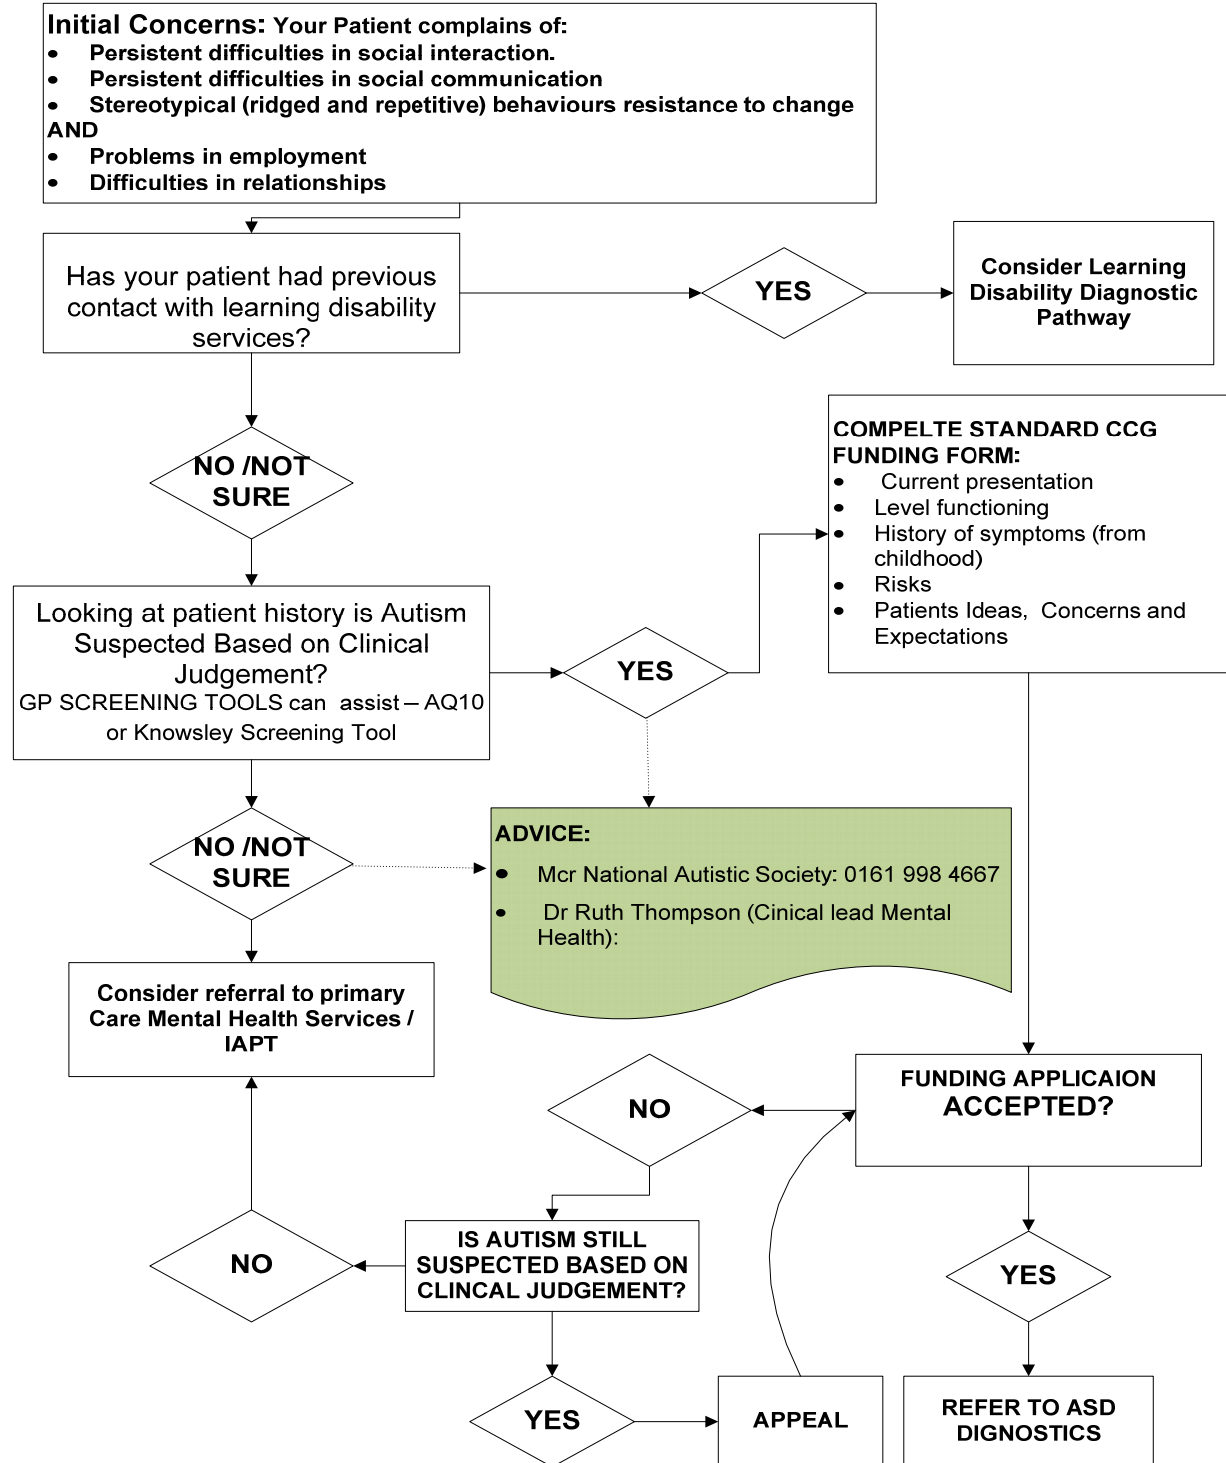 Initial Concerns: Your Patient complains of:
• Persistent difficulties in social interaction.
• Persistent difficulties in social communication
• Stereotypical (ridged and repetitive) behaviours resistance to change
AND
• Problems in employment
• Difficulties in relationships
Has your patient had previous
contact with learning disability
services?
YES
Consider Learning
Disability Diagnostic
Pathway
NO /NOT
SURE
COMPELTE STANDARD CCG
FUNDING FORM:
• Current presentation
• Level functioning
• History of symptoms (from
childhood)
• Risks
• Patients Ideas, Concerns and
Expectations
Looking at patient history is Autism
Suspected Based on Clinical
Judgement?
GP SCREENING TOOLS can assist – AQ10
or Knowsley Screening Tool
YES
NO /NOT
SURE
ADVICE:
• Mcr National Autistic Society: 0161 998 4667
• Dr Ruth Thompson (Cinical lead Mental
Health):
Consider referral to primary
Care Mental Health Services /
IAPT
FUNDING APPLICAION
ACCEPTED?
NO
IS AUTISM STILL
SUSPECTED BASED ON
CLINCAL JUDGEMENT?
NO
YES
YES
APPEAL
REFER TO ASD
DIGNOSTICS